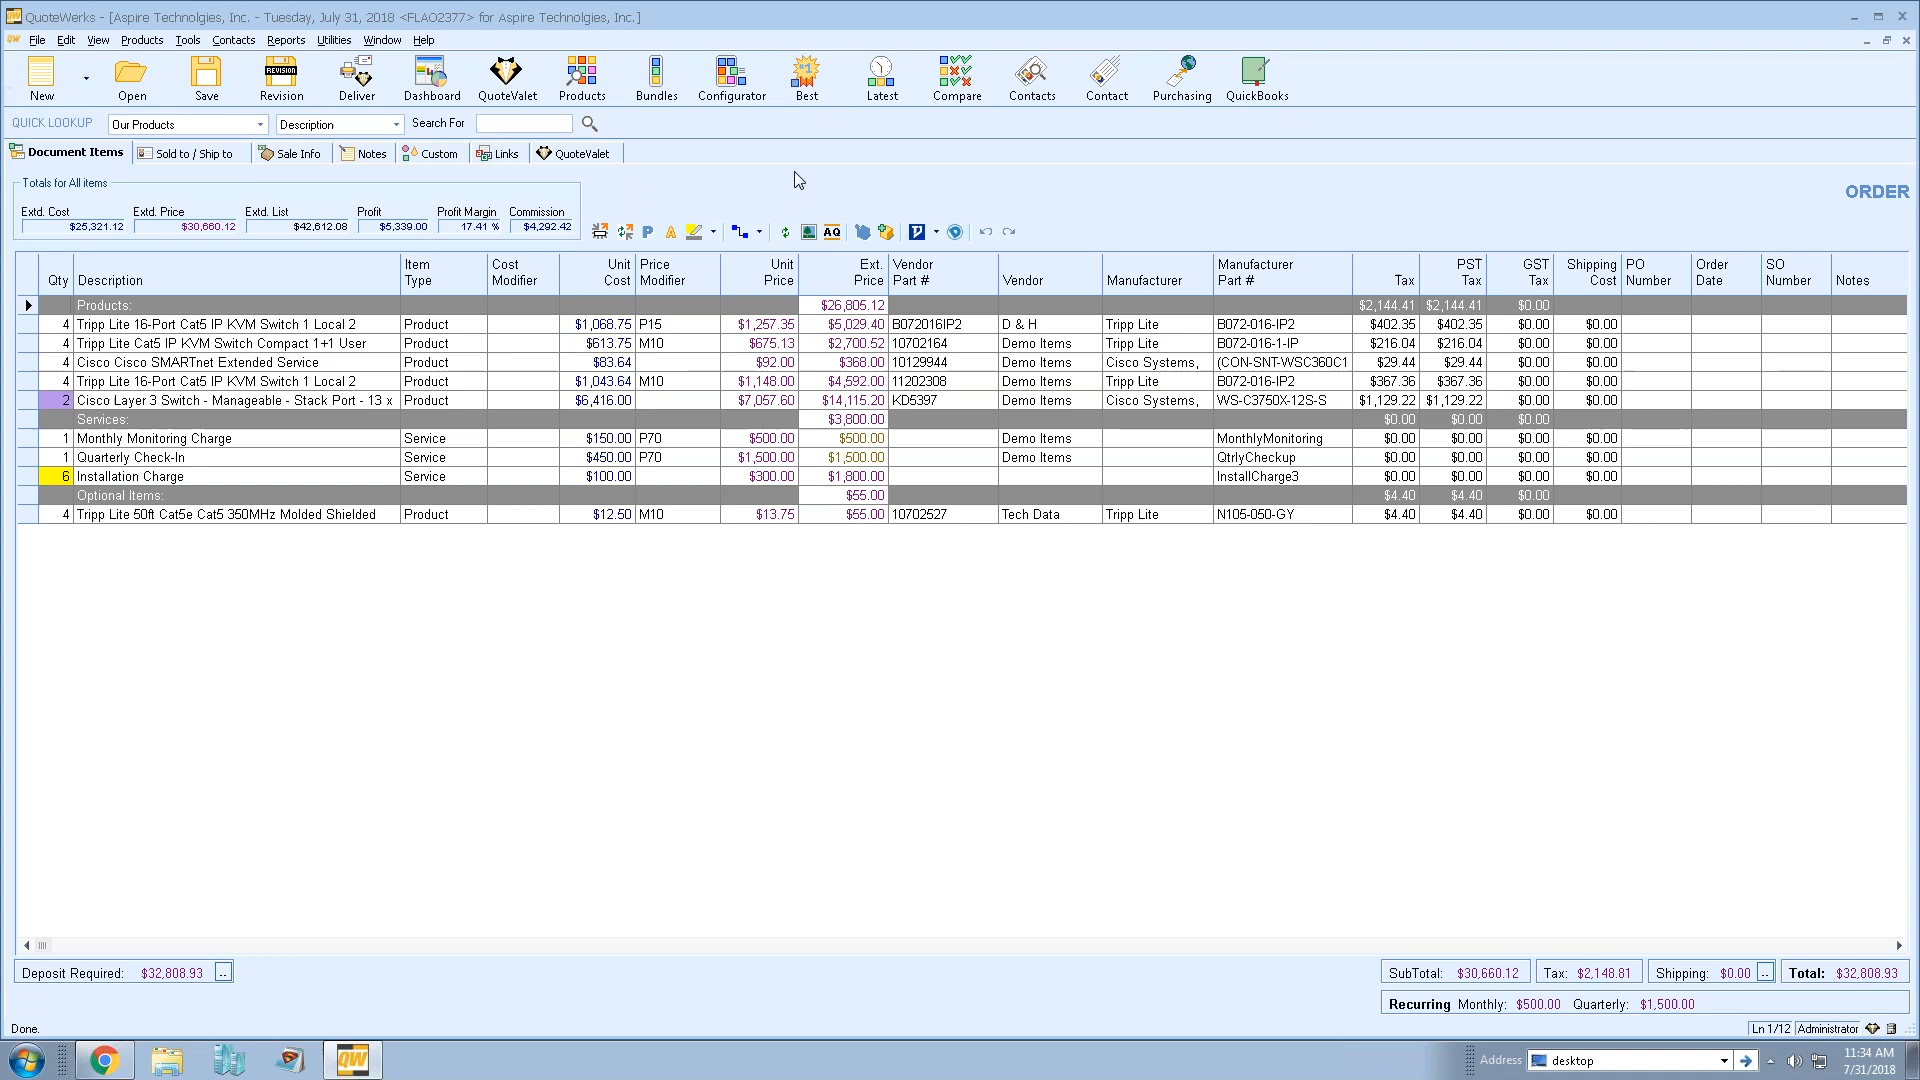 QuoteWerks - [Aspire Technolgies, Inc. - Tuesday, July 31, 2018 <FLAO2377> for Aspire Technolgies, Inc.]
File Edit View Products Tools Contacts Reports Utilities Window Help
REVISION #1
New Open Save Revision Deliver Dashboard QuoteValet Products Bundles Configurator Best Latest Compare Contacts Contact Purchasing QuickBooks
QUICK LOOKUP Our Products Description Search For
Document Items Sold to / Ship to Sale Info Notes Custom Links QuoteValet
Totals for All items
ORDER
Extd. Cost Extd. Price Extd. List Profit Profit Margin Commission
$25,321.12 $30,660.12 $42,612.08 $5,339.00 17.41 % $4,292.42
P A AQ
Qty Description Item Type Cost Modifier Unit Cost Price Modifier Unit Price Ext. Price Vendor Part # Vendor Manufacturer Manufacturer Part # Tax PST Tax GST Tax Shipping Cost PO Number Order Date SO Number Notes
Products: $26,805.12 $2,144.41 $2,144.41 $0.00
4 Tripp Lite 16-Port Cat5 IP KVM Switch 1 Local 2 Product $1,068.75 P15 $1,257.35 $5,029.40 B072016IP2 D & H Tripp Lite B072-016-IP2 $402.35 $402.35 $0.00 $0.00
4 Tripp Lite Cat5 IP KVM Switch Compact 1+1 User Product $613.75 M10 $675.13 $2,700.52 10702164 Demo Items Tripp Lite B072-016-1-IP $216.04 $216.04 $0.00 $0.00
4 Cisco Cisco SMARTnet Extended Service Product $83.64 $92.00 $368.00 10129944 Demo Items Cisco Systems, (CON-SNT-WSC360C1 $29.44 $29.44 $0.00 $0.00
4 Tripp Lite 16-Port Cat5 IP KVM Switch 1 Local 2 Product $1,043.64 M10 $1,148.00 $4,592.00 11202308 Demo Items Tripp Lite B072-016-IP2 $367.36 $367.36 $0.00 $0.00
2 Cisco Layer 3 Switch - Manageable - Stack Port - 13 x Product $6,416.00 $7,057.60 $14,115.20 KD5397 Demo Items Cisco Systems, WS-C3750X-12S-S $1,129.22 $1,129.22 $0.00 $0.00
Services: $3,800.00 $0.00 $0.00 $0.00
1 Monthly Monitoring Charge Service $150.00 P70 $500.00 $500.00 Demo Items MonthlyMonitoring $0.00 $0.00 $0.00 $0.00
1 Quarterly Check-In Service $450.00 P70 $1,500.00 $1,500.00 Demo Items QtrlyCheckup $0.00 $0.00 $0.00 $0.00
6 Installation Charge Service $100.00 $300.00 $1,800.00 InstallCharge3 $0.00 $0.00 $0.00 $0.00
Optional Items: $55.00 $4.40 $4.40 $0.00
4 Tripp Lite 50ft Cat5e Cat5 350MHz Molded Shielded Product $12.50 M10 $13.75 $55.00 10702527 Tech Data Tripp Lite N105-050-GY $4.40 $4.40 $0.00 $0.00
Deposit Required: $32,808.93 .. SubTotal: $30,660.12 Tax: $2,148.81 Shipping: $0.00 .. Total: $32,808.93
Recurring Monthly: $500.00 Quarterly: $1,500.00
Done. Ln 1/12 Administrator
QW Address desktop 11:34 AM
7/31/2018